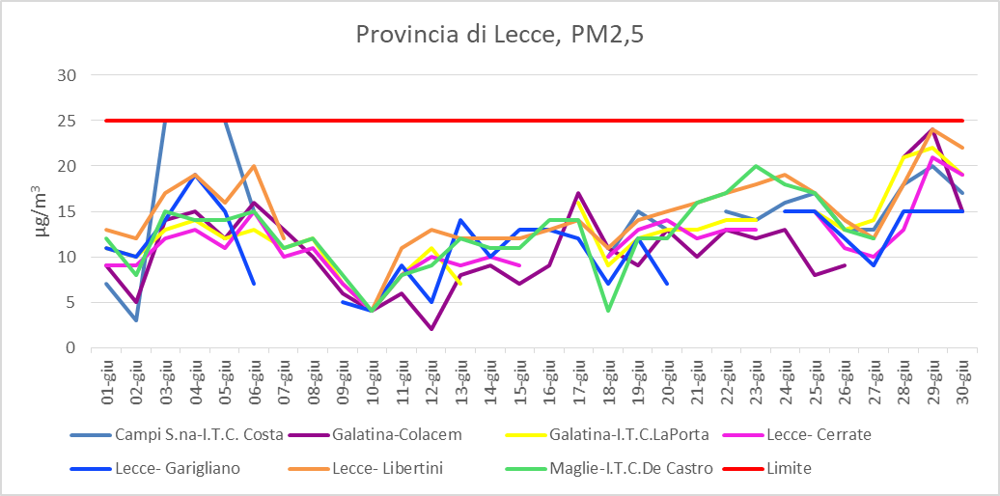 Provincia di Lecce, PM2,5
30
25
20
15
10
5
0
µg/m³
01-giu
02-giu
03-giu
04-giu
05-giu
06-giu
07-giu
08-giu
09-giu
10-giu
11-giu
12-giu
13-giu
14-giu
15-giu
16-giu
17-giu
18-giu
19-giu
20-giu
21-giu
22-giu
23-giu
24-giu
25-giu
26-giu
27-giu
28-giu
29-giu
30-giu
Campi S.na-I.T.C. Costa Galatina-Colacem Galatina-I.T.C.LaPorta Lecce- Cerrate
Lecce- Garigliano Lecce- Libertini Maglie-I.T.C.De Castro Limite